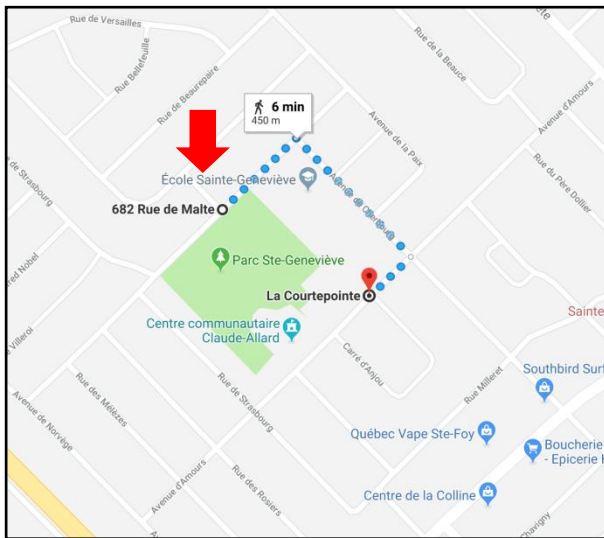 Rue de Versailles
Rue Bellefeuille
Rue de Beaurepaire
Rue de la Beauce
Avenue d'Amours
6 min
450 m
Avenue de la Paix
Rue du Père Dollier
École Sainte-Geneviève
682 Rue de Malte
Rue de Strasbourg
Parc Ste-Geneviève
La Courtepointe
Centre communautaire
Claude-Allard
Sainte
Carré d'Anjou
Southbird Surf
Rue Milleret
Rue de Strasbourg
Rue des Mélèzes
Avenue de Norvège
Québec Vape Ste-Foy
Boucherie
- Epicerie H
Centre de la Colline
Avenue d'Amours
Rue des Rosiers
Chavigny